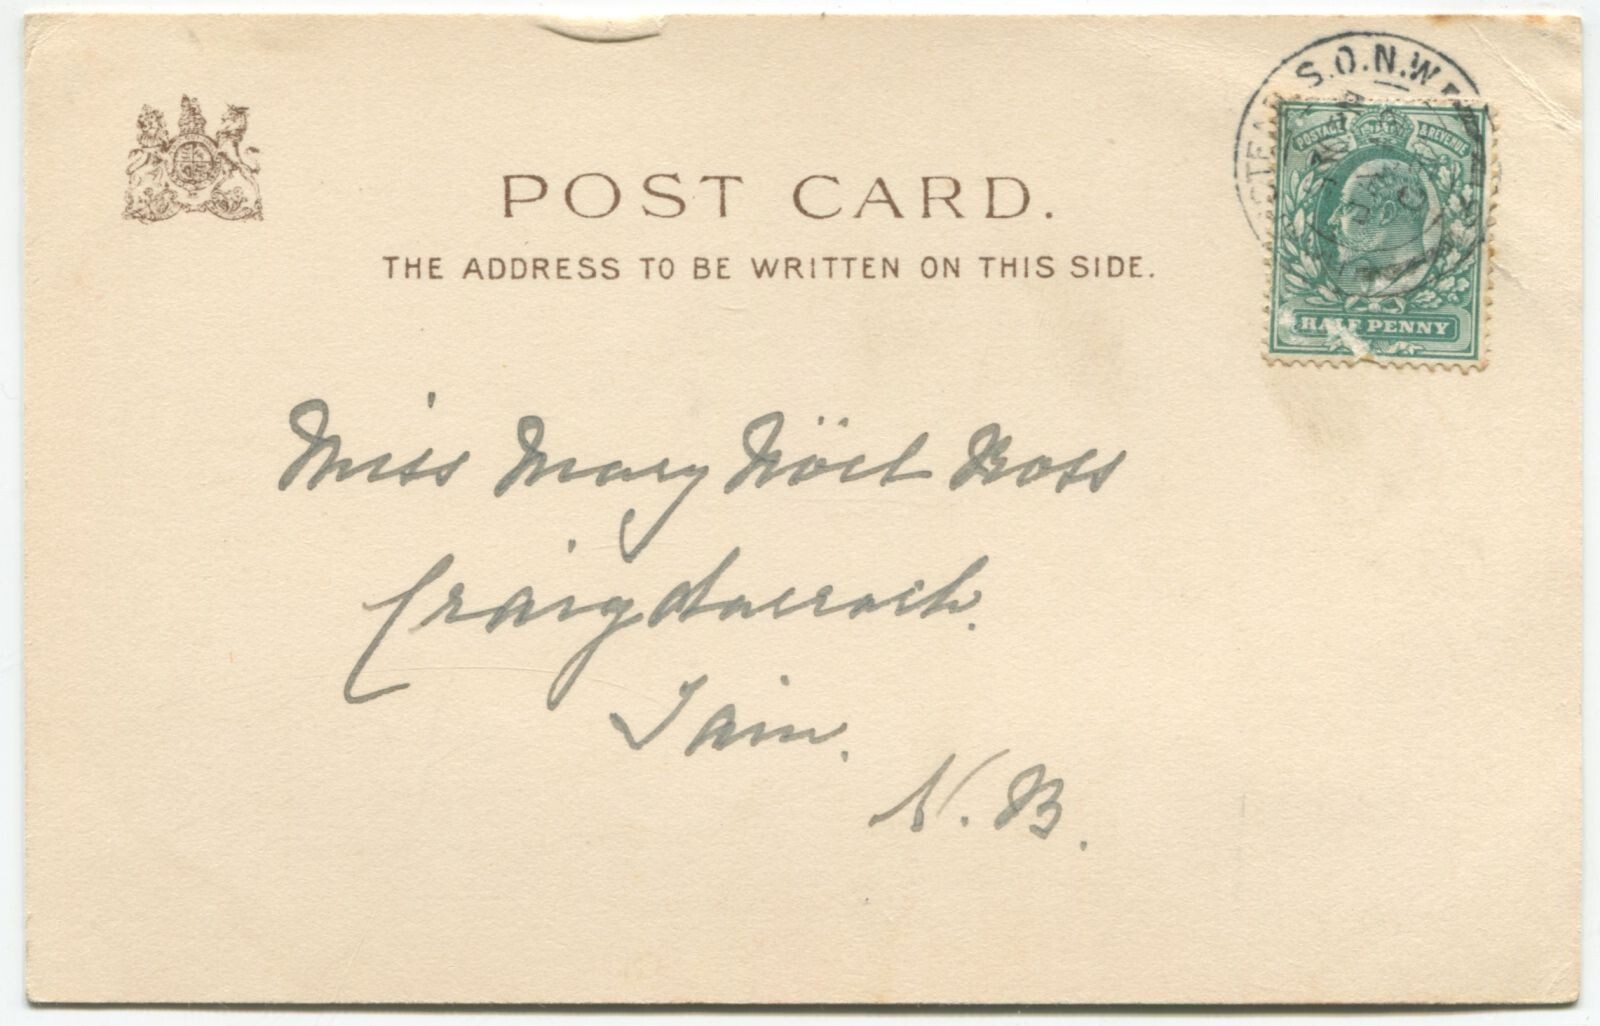 POST CARD.
THE ADDRESS TO BE WRITTEN ON THIS SIDE.
S.O.N.W
POSTAGE & REVENUE
HALF PENNY
Miss Mary Nöel Ross
Craigdarroch.
Tain.
N.B.